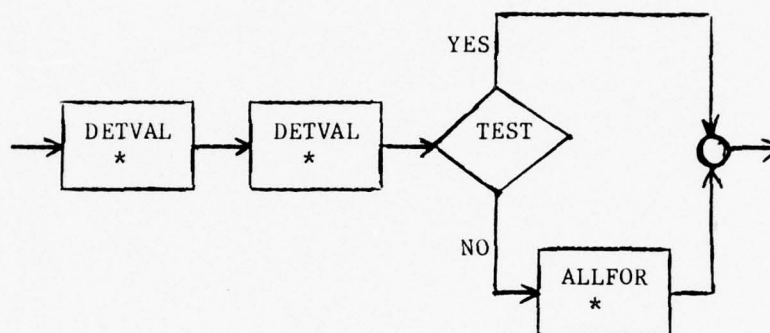 YES
DETVAL
*
DETVAL
*
TEST
NO
ALLFOR
*